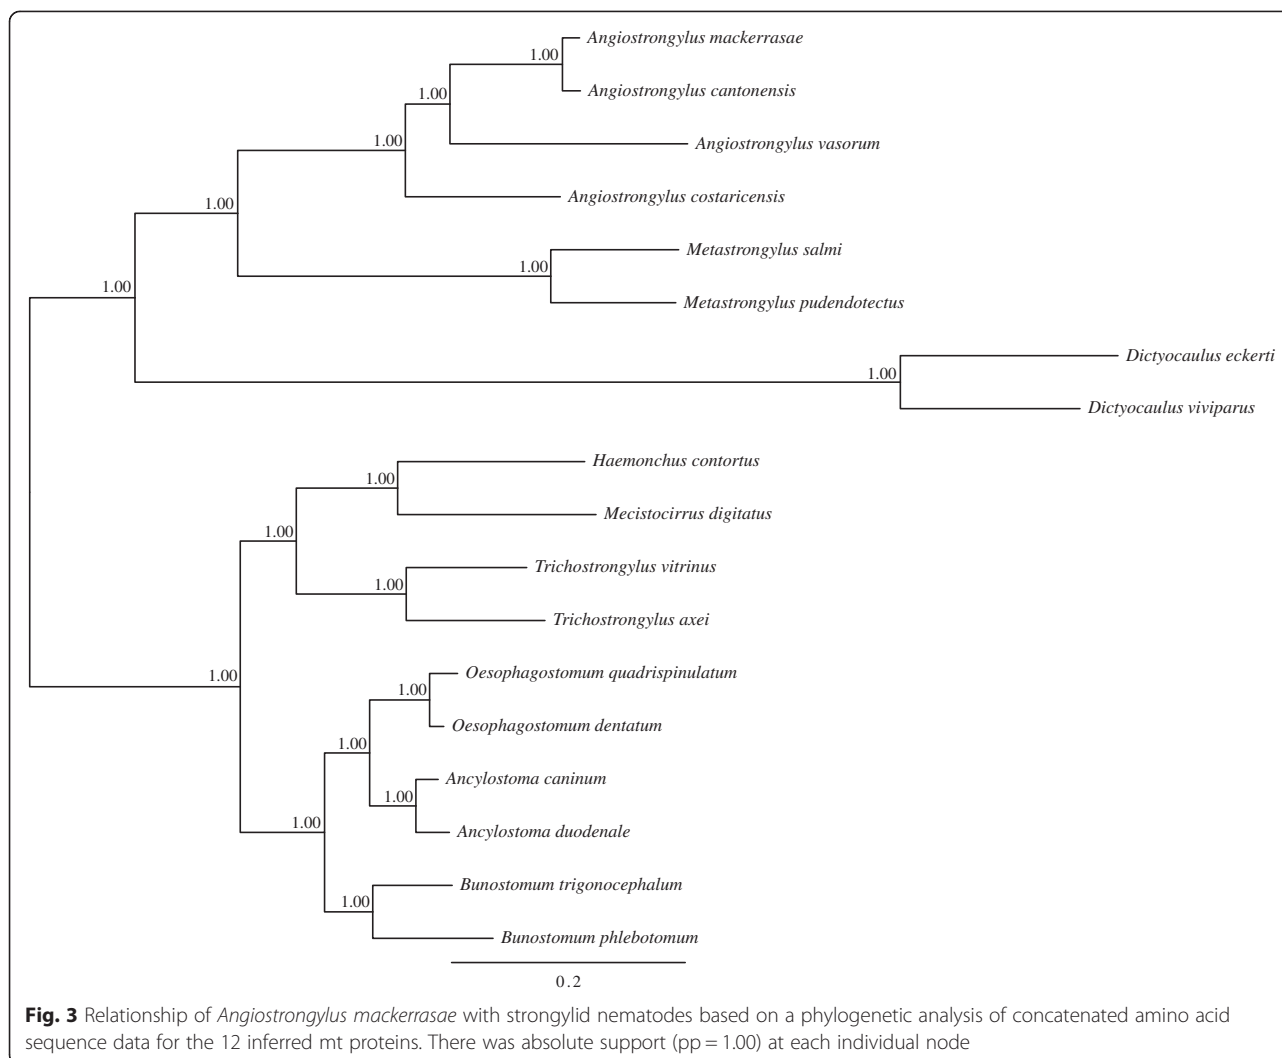 1.00
Angiostrongylus mackerrasae
1.00
Angiostrongylus cantonensis
1.00
Angiostrongylus vasorum
1.00
Angiostrongylus costaricensis
1.00
Metastrongylus salmi
1.00
Metastrongylus pudendotectus
1.00
Dictyocaulus eckerti
1.00
Dictyocaulus viviparus
Haemonchus contortus
1.00
Mecistocirrus digitatus
1.00
Trichostrongylus vitrinus
1.00
Trichostrongylus axei
1.00
Oesophagostomum quadrispinulatum
1.00
Oesophagostomum dentatum
1.00
Ancylostoma caninum
1.00
Ancylostoma duodenale
1.00
Bunostomum trigonocephalum
1.00
Bunostomum phlebotomum
0.2
Fig. 3 Relationship of Angiostrongylus mackerrasae with strongylid nematodes based on a phylogenetic analysis of concatenated amino acid
sequence data for the 12 inferred mt proteins. There was absolute support (pp = 1.00) at each individual node